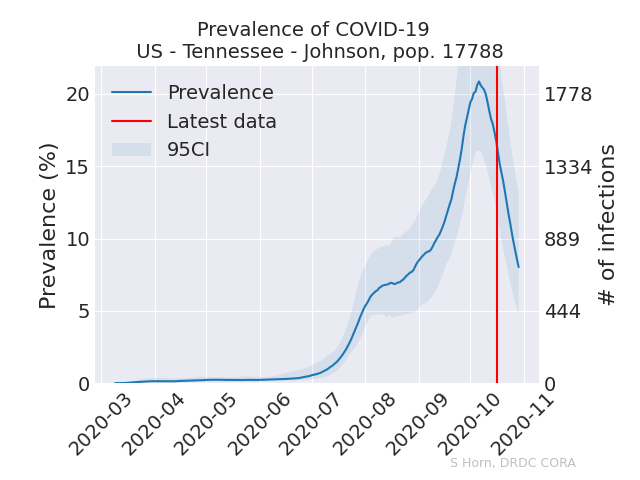 Prevalence of COVID-19
US - Tennessee - Johnson, pop. 17788
Prevalence
Latest data
95CI
Prevalence (%)
20
15
10
5
0
1778
1334
889
444
0
# of infections
2020-03
2020-04
2020-05
2020-06
2020-07
2020-08
2020-09
2020-10
2020-11
S Horn, DRDC CORA